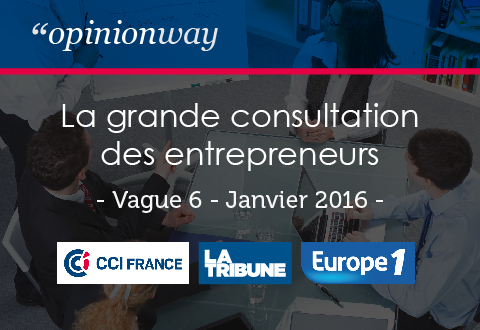 “opinionway
La grande consultation
des entrepreneurs
- Vague 6 - Janvier 2016 -
CCI FRANCE
LA
TRIBUNE
Europe 1